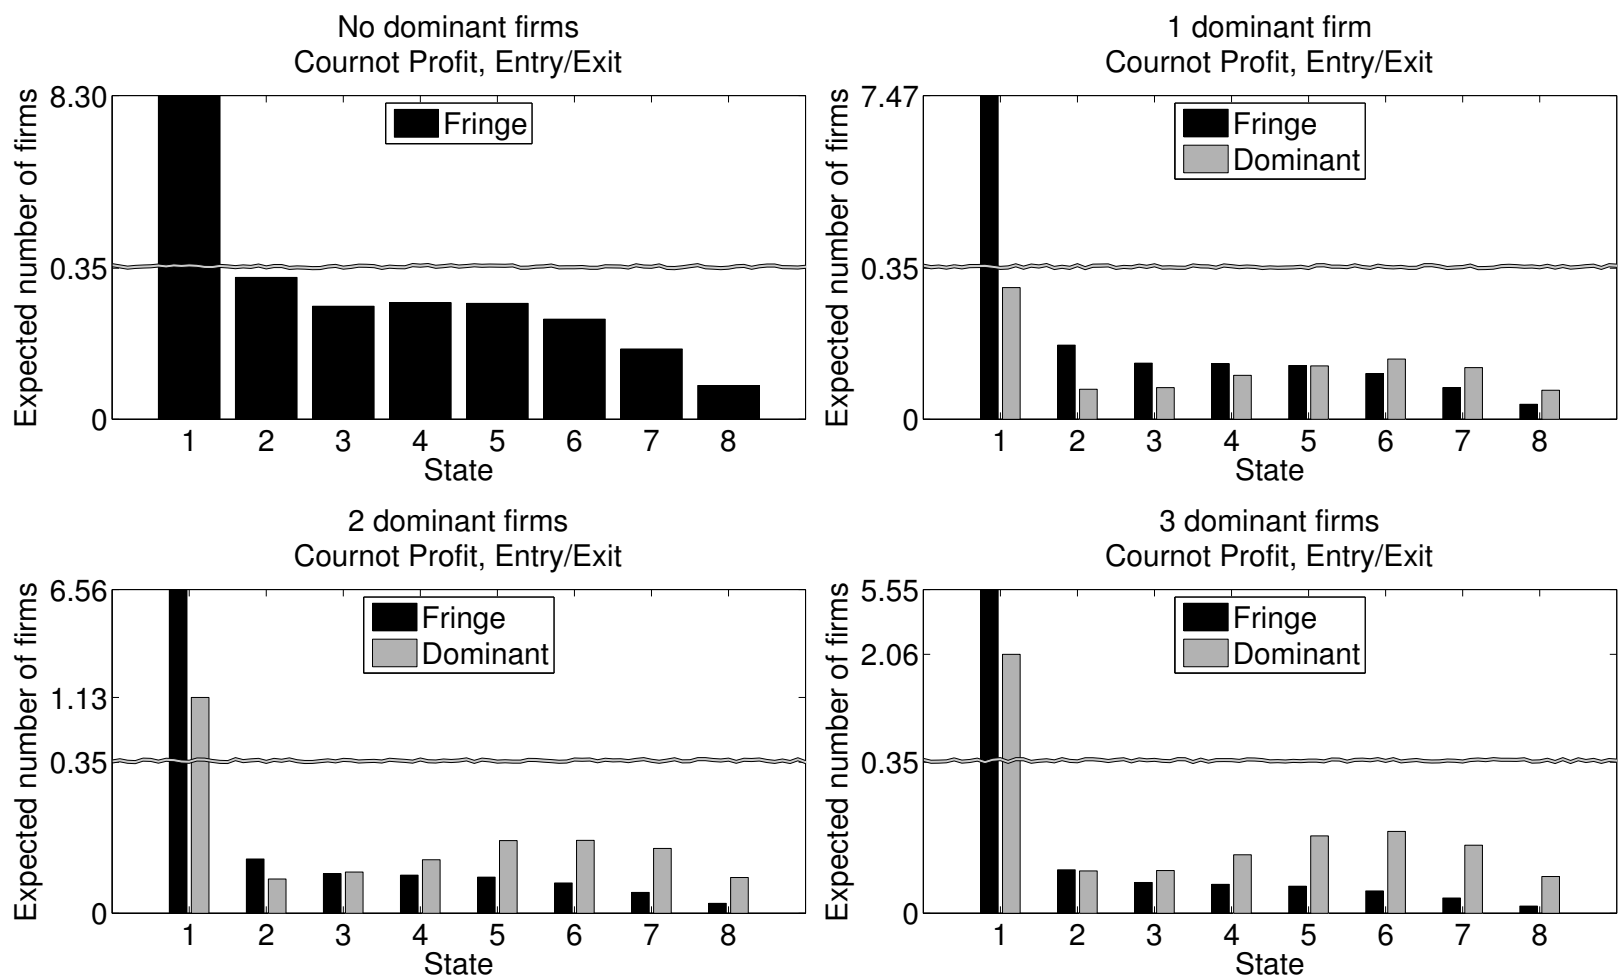 No dominant firms
Cournot Profit, Entry/Exit
Expected number of firms
8.30
0.35
0
Fringe
1 2 3 4 5 6 7 8
State
1 dominant firm
Cournot Profit, Entry/Exit
Expected number of firms
7.47
0.35
0
Fringe
Dominant
1 2 3 4 5 6 7 8
State
2 dominant firms
Cournot Profit, Entry/Exit
Expected number of firms
6.56
1.13
0.35
0
Fringe
Dominant
1 2 3 4 5 6 7 8
State
3 dominant firms
Cournot Profit, Entry/Exit
Expected number of firms
5.55
2.06
0.35
0
Fringe
Dominant
1 2 3 4 5 6 7 8
State